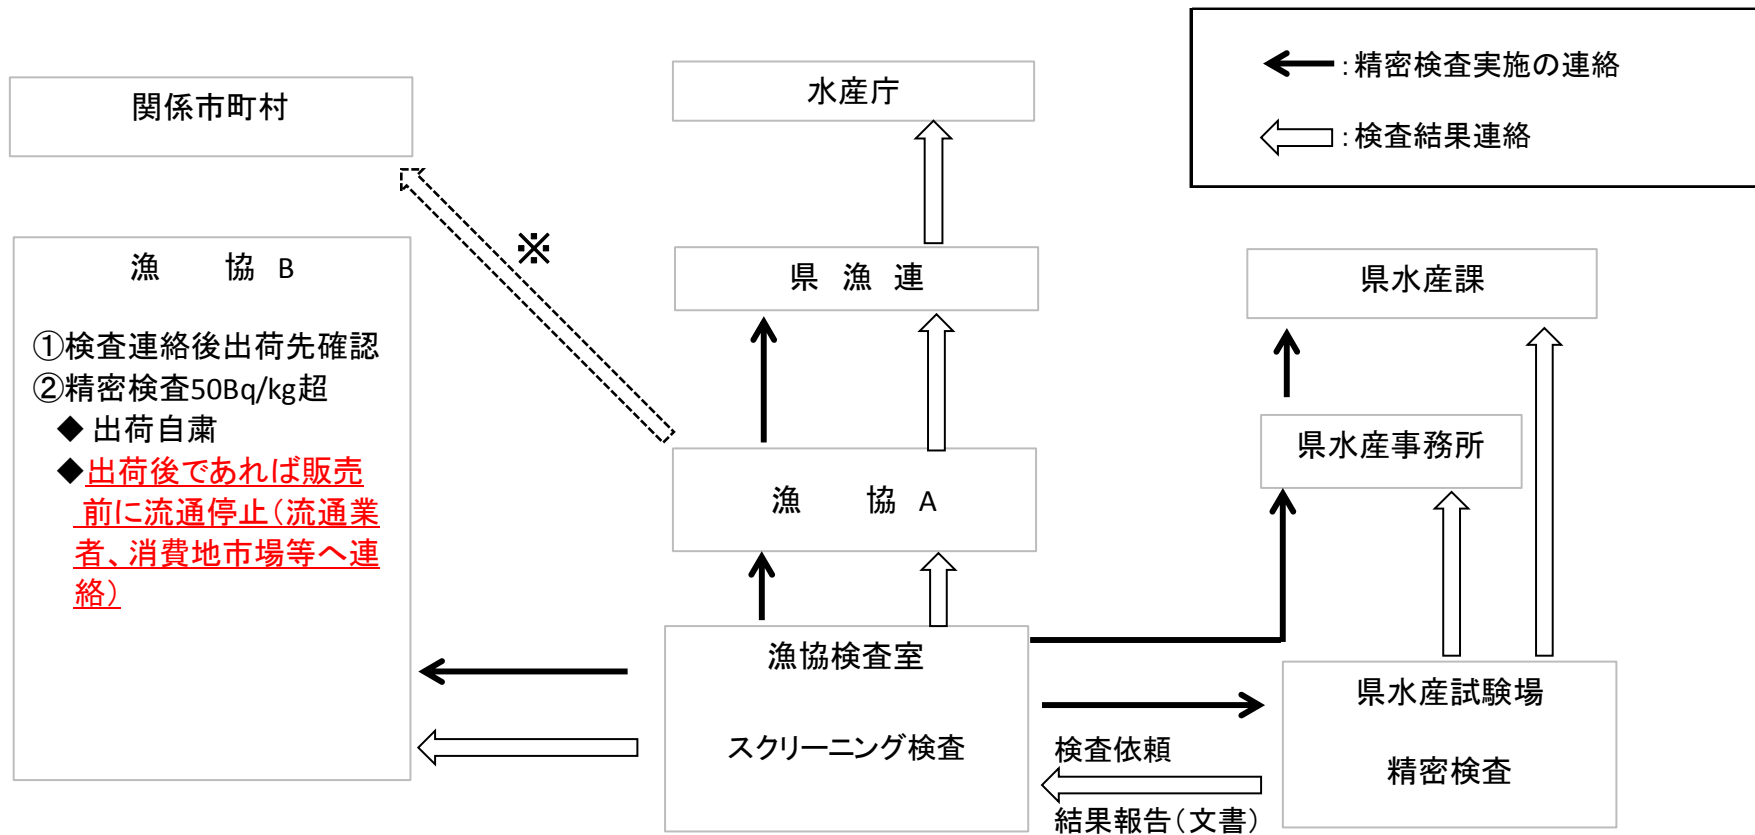 ：精密検査実施の連絡
：検査結果連絡
関係市町村
水産庁
※
漁　協 B
①検査連絡後出荷先確認
②精密検査50Bq/kg超
◆ 出荷自粛
◆出荷後であれば販売
前に流通停止（流通業
者、消費地市場等へ連
絡）
県 漁 連
県水産課
県水産事務所
漁　協 A
漁協検査室
スクリーニング検査
検査依頼
結果報告（文書）
県水産試験場
精密検査